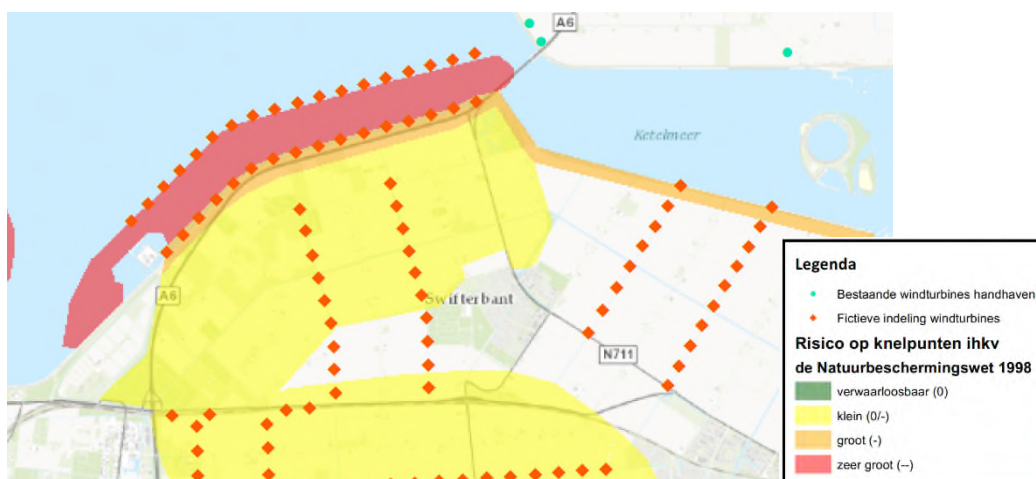 A6
Ketelmeer
A6
Swifterbant
N711
Legenda
Bestaande windturbines handhaven
Fictieve indeling windturbines
Risico op knelpunten ihkv
de Natuurbeschermingswet 1998
verwaarloosbaar (0)
klein (0/-)
groot (-)
zeer groot (--)